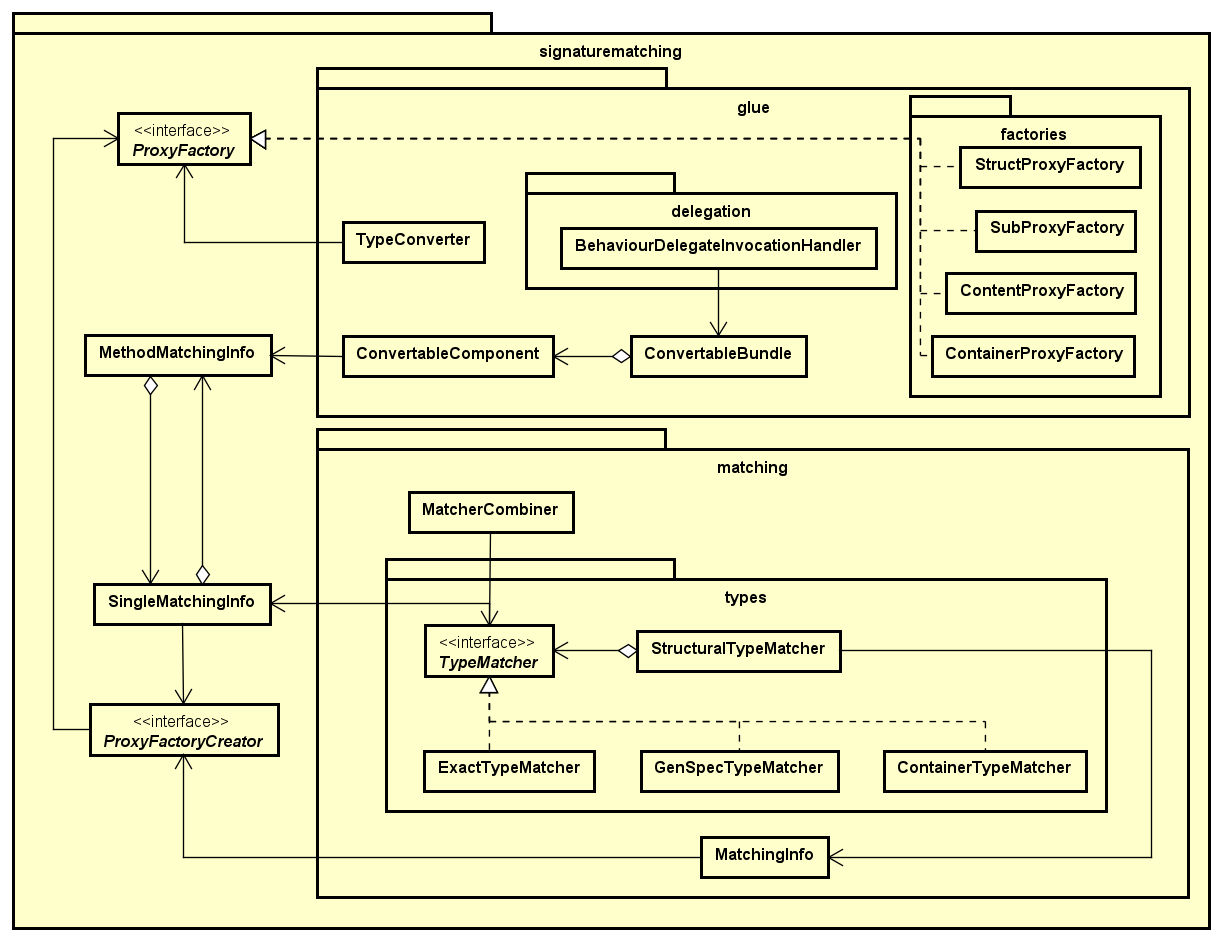 signaturematching
glue
<<interface>>
ProxyFactory
factories
StructProxyFactory
delegation
SubProxyFactory
TypeConverter
BehaviourDelegateInvocationHandler
ContentProxyFactory
MethodMatchingInfo
ConvertableComponent
ConvertableBundle
ContainerProxyFactory
matching
MatcherCombiner
types
SingleMatchingInfo
<<interface>>
TypeMatcher
StructuralTypeMatcher
<<interface>>
ProxyFactoryCreator
ExactTypeMatcher
GenSpecTypeMatcher
ContainerTypeMatcher
MatchingInfo